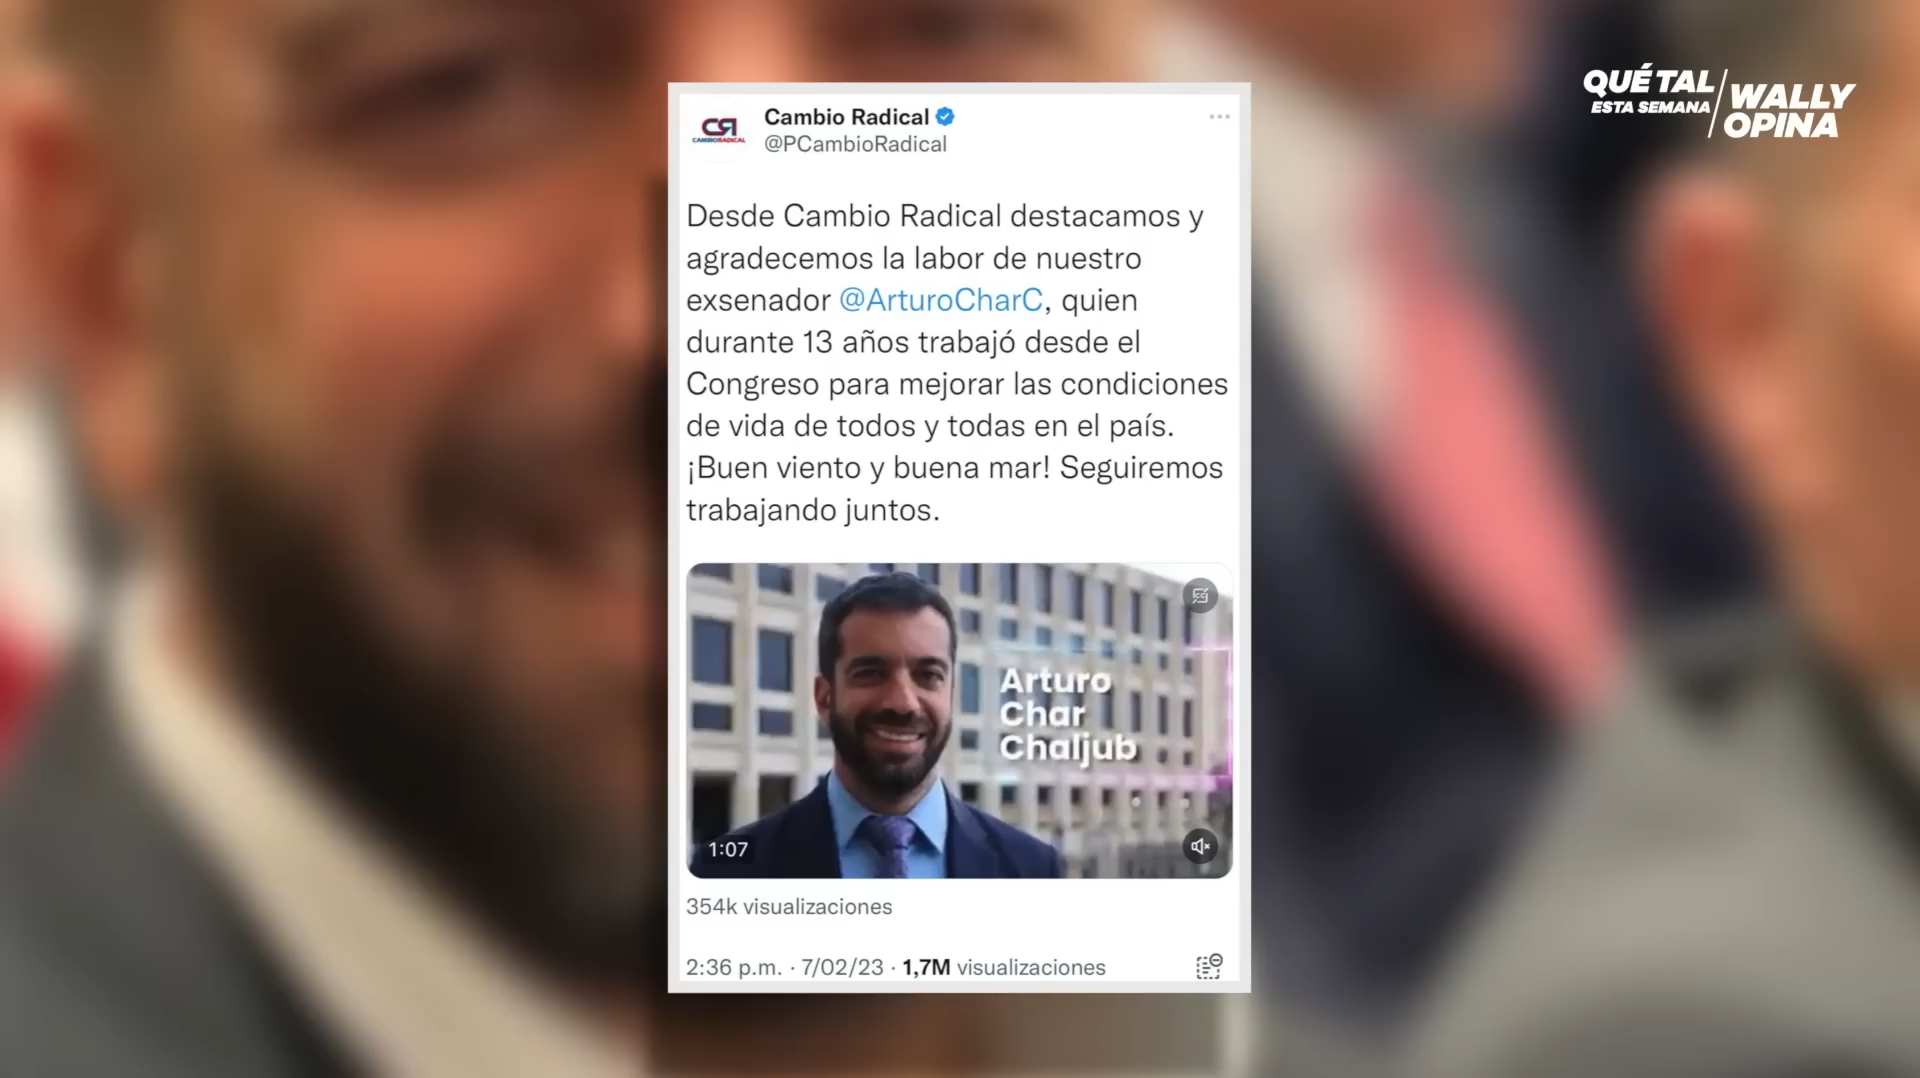 QUÉ TAL
ESTA SEMANA
WALLY
OPINA
Cambio Radical
@PCambioRadical
CR
CAMBIO RADICAL
Desde Cambio Radical destacamos y
agradecemos la labor de nuestro
exsenador @ArturoCharC, quien
durante 13 años trabajó desde el
Congreso para mejorar las condiciones
de vida de todos y todas en el país.
¡Buen viento y buena mar! Seguiremos
trabajando juntos.
Arturo
Char
Chaljub
1:07
354k visualizaciones
2:36 p.m. · 7/02/23 · 1,7M visualizaciones